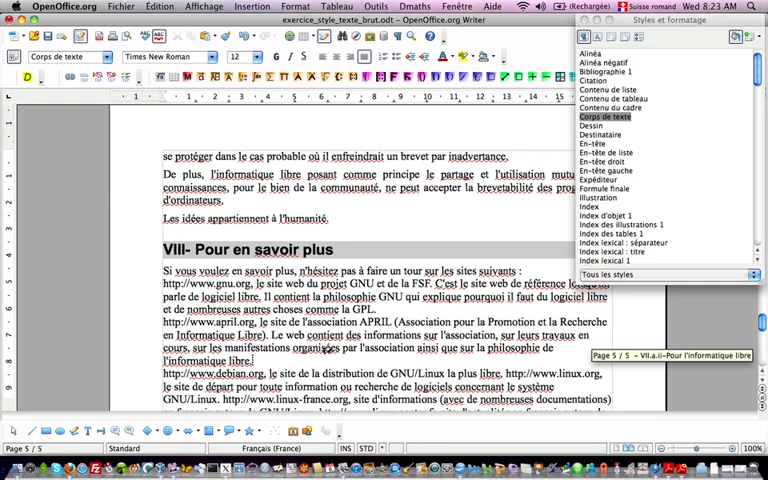 OpenOffice.org Fichier Édition Affichage Insertion Format Tableau Outils Maths Fenêtre Aide (Rechargée) Suisse romand Wed 8:23 AM
exercice_style_texte_brut.odt - OpenOffice.org Writer
Styles et formatage
Corps de texte Times New Roman 12 G I S
Alinéa
Alinéa négatif
Bibliographie 1
Citation
Contenu de liste
Contenu de tableau
Contenu du cadre
Corps de texte
Dessin
Destinataire
En-tête
En-tête de liste
En-tête droit
En-tête gauche
Expéditeur
Formule finale
Illustration
Index
Index d'objet 1
Index des illustrations 1
Index des tables 1
Index lexical : séparateur
Index lexical : titre
Index lexical 1
Tous les styles
se protéger dans le cas probable où il enfreindrait un brevet par inadvertance.
De plus, l'informatique libre posant comme principe le partage et l'utilisation
connaissances, pour le bien de la communauté, ne peut accepter la brevetabilité des
d'ordinateurs.
Les idées appartiennent à l'humanité.
VIII- Pour en savoir plus
Si vous voulez en savoir plus, n'hésitez pas à faire un tour sur les sites suivants :
http://www.gnu.org, le site web du projet GNU et de la FSF. C'est le site web de référence
parle de logiciel libre. Il contient la philosophie GNU qui explique pourquoi il faut du logiciel libre
et de nombreuses autres choses comme la GPL.
http://www.april.org, le site de l'association APRIL (Association pour la Promotion et la Recherche
en Informatique Libre). Le web contient des informations sur l'association, sur leurs travaux en
cours, sur les manifestations organisées par l'association ainsi que sur la philosophie de
l'informatique libre.
Page 5 / 5 - VII.a.ii-Pour l'informatique libre
http://www.debian.org, le site de la distribution de GNU/Linux la plus libre. http://www.linux.org,
le site de départ pour toute information ou recherche de logiciels concernant le système
GNU/Linux. http://www.linux-france.org, site d'informations (avec de nombreuses documentations)
Page 5 / 5 Standard Français (France) INS STD 100%